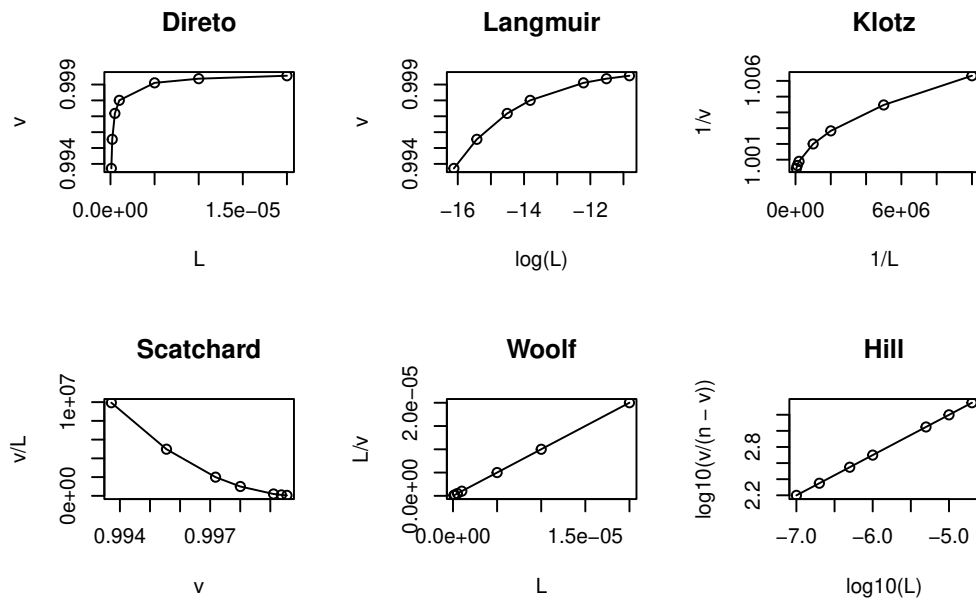 Direto
v
0.994 0.999
0.0e+00 1.5e-05
L
Langmuir
v
0.994 0.999
−16 −14 −12
log(L)
Klotz
1/v
1.001 1.006
0e+00 6e+06
1/L
Scatchard
v/L
0e+00 1e+07
0.994 0.997
v
Woolf
L/v
0.0e+00 2.0e−05
0.0e+00 1.5e−05
L
Hill
log10(v/(n − v))
2.2 2.8
−7.0 −6.0 −5.0
log10(L)